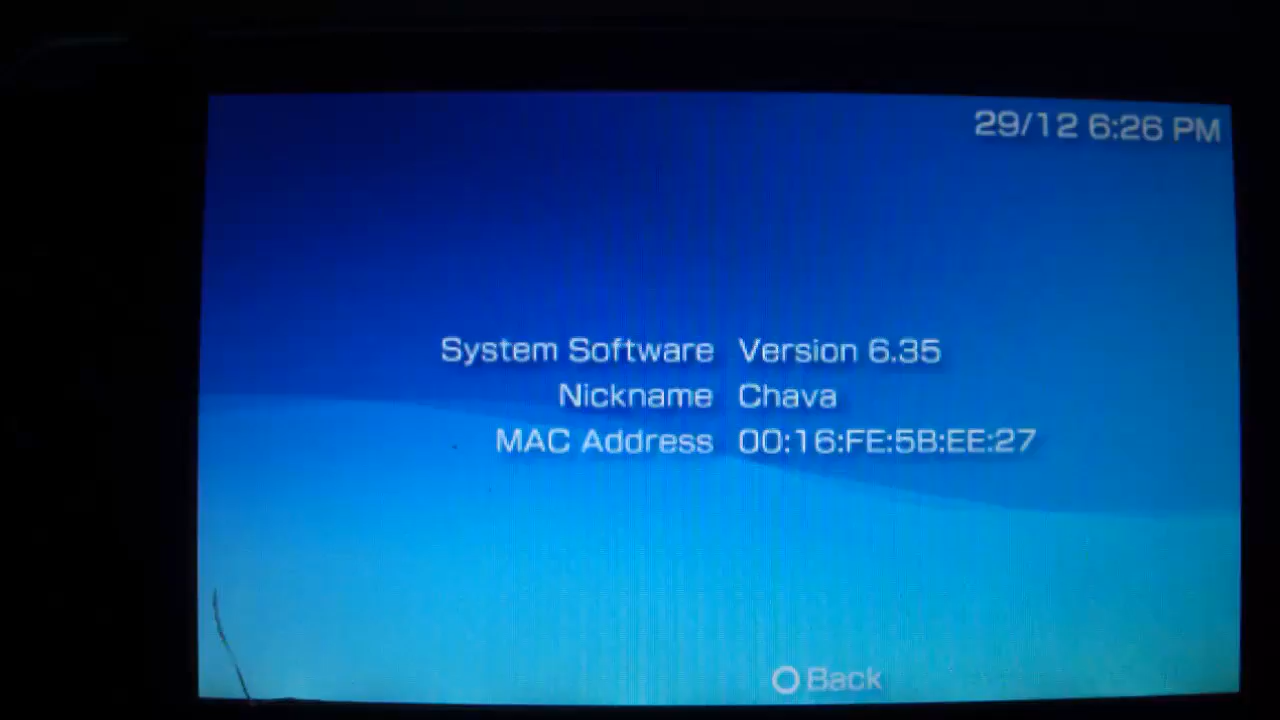 29/12 6:26 PM
System Software Version 6.35
Nickname Chava
MAC Address 00:16:FE:5B:EE:27
Back